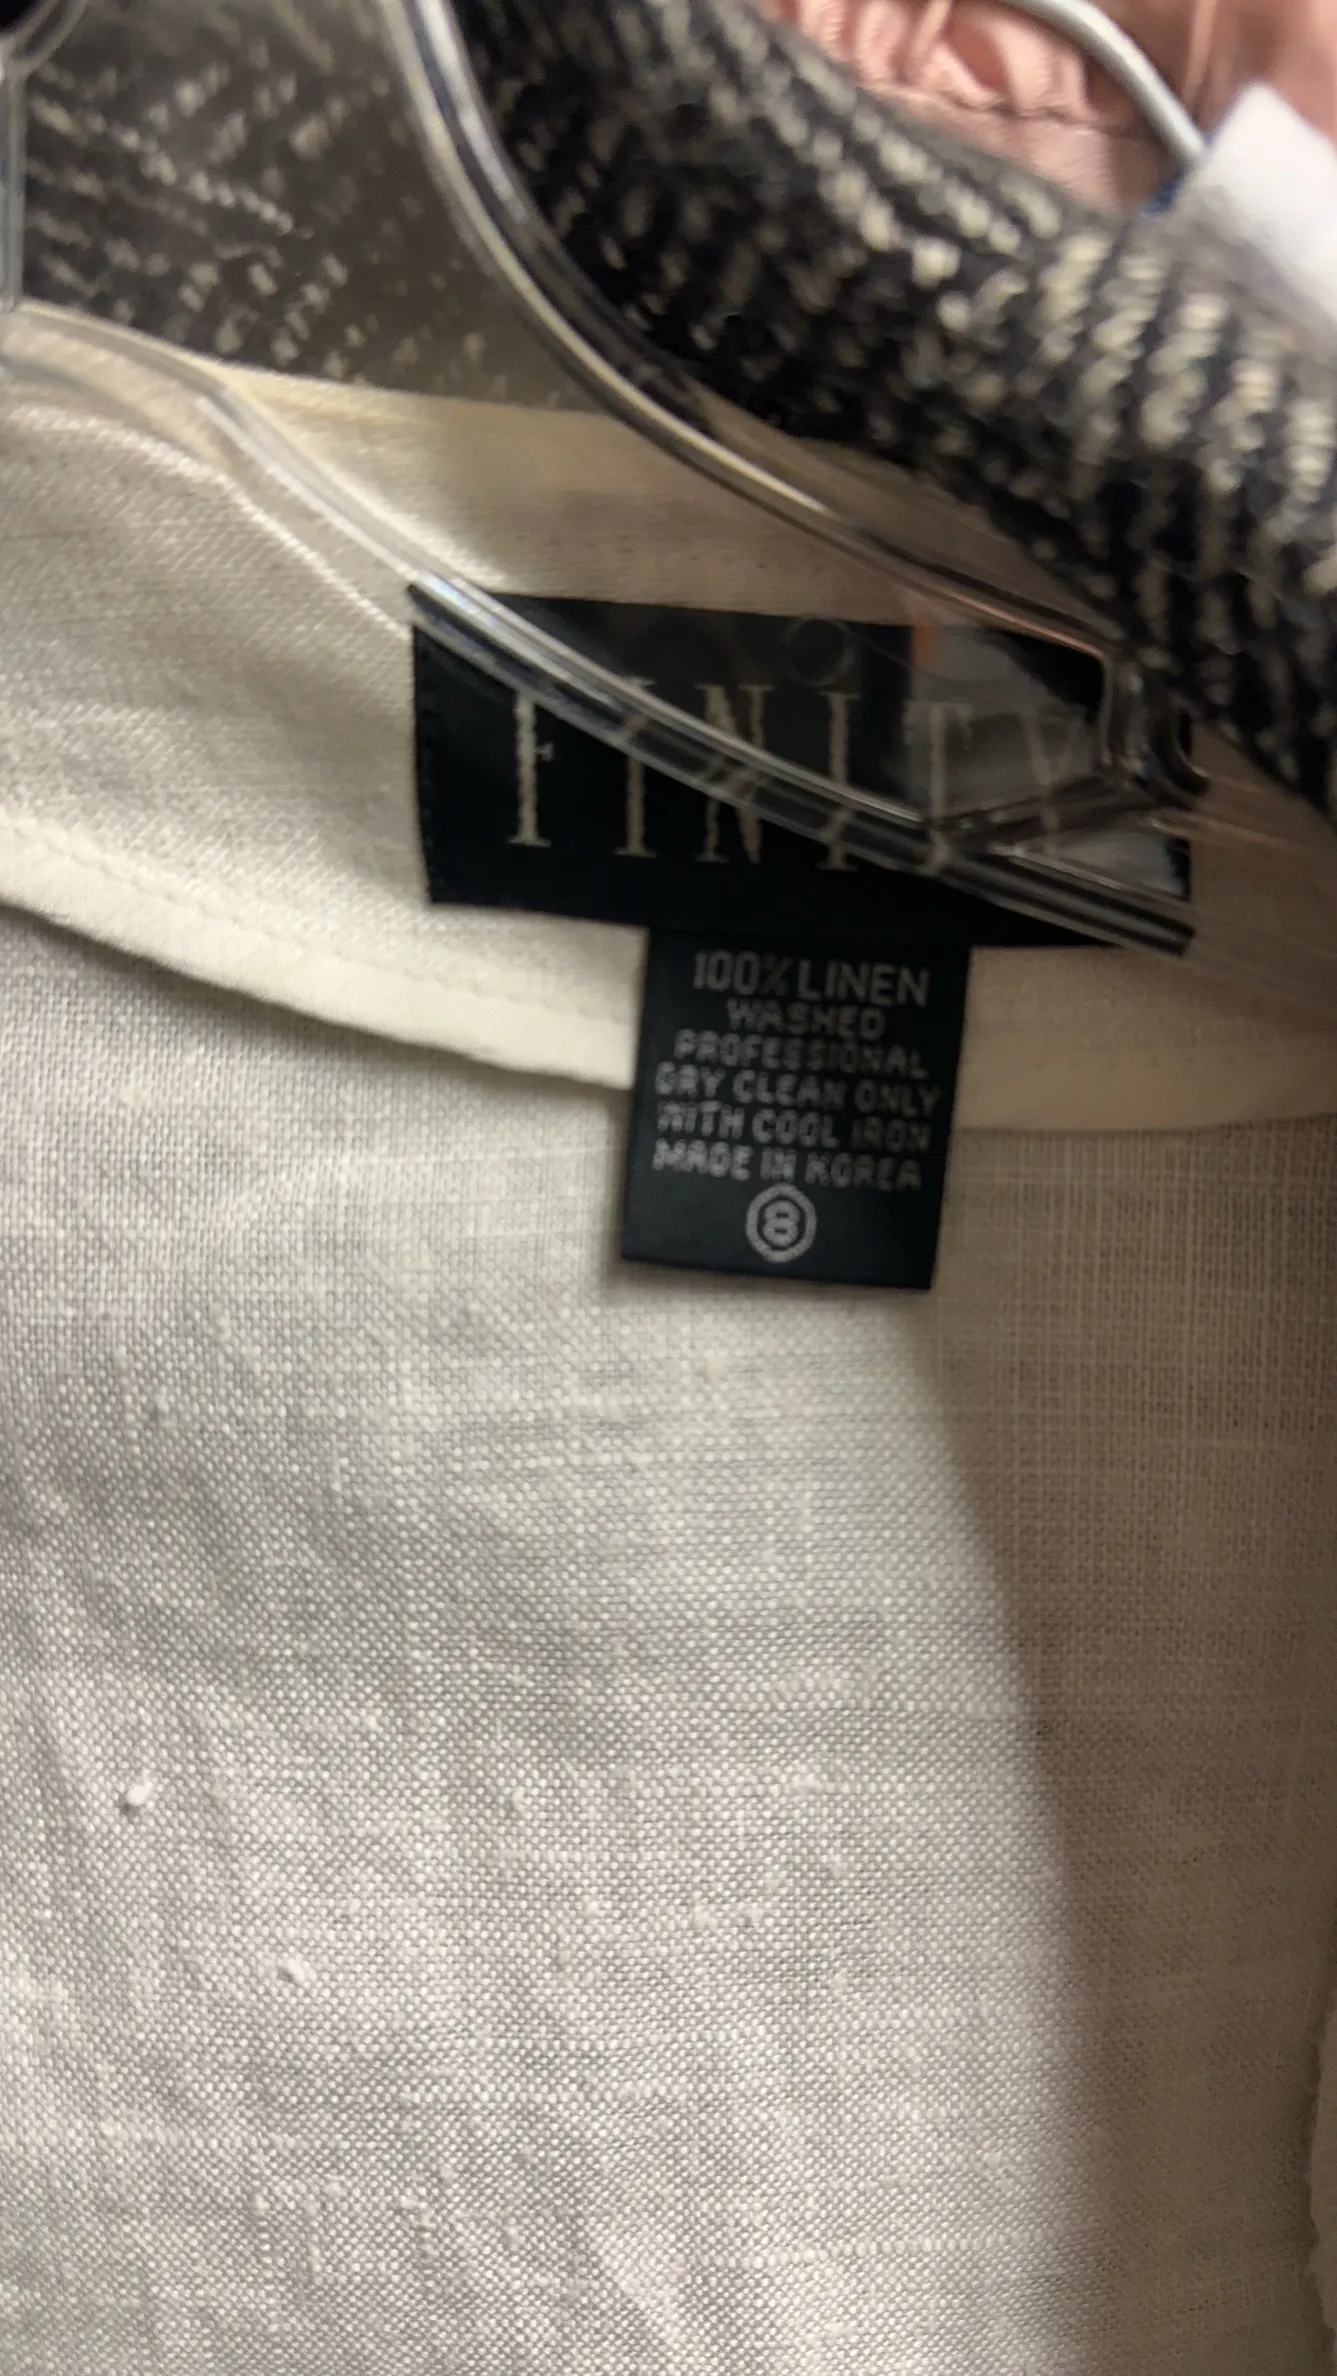 FINITY
100% LINEN
WASHED
PROFESSIONAL
DRY CLEAN ONLY
WITH COOL IRON
MADE IN KOREA
8